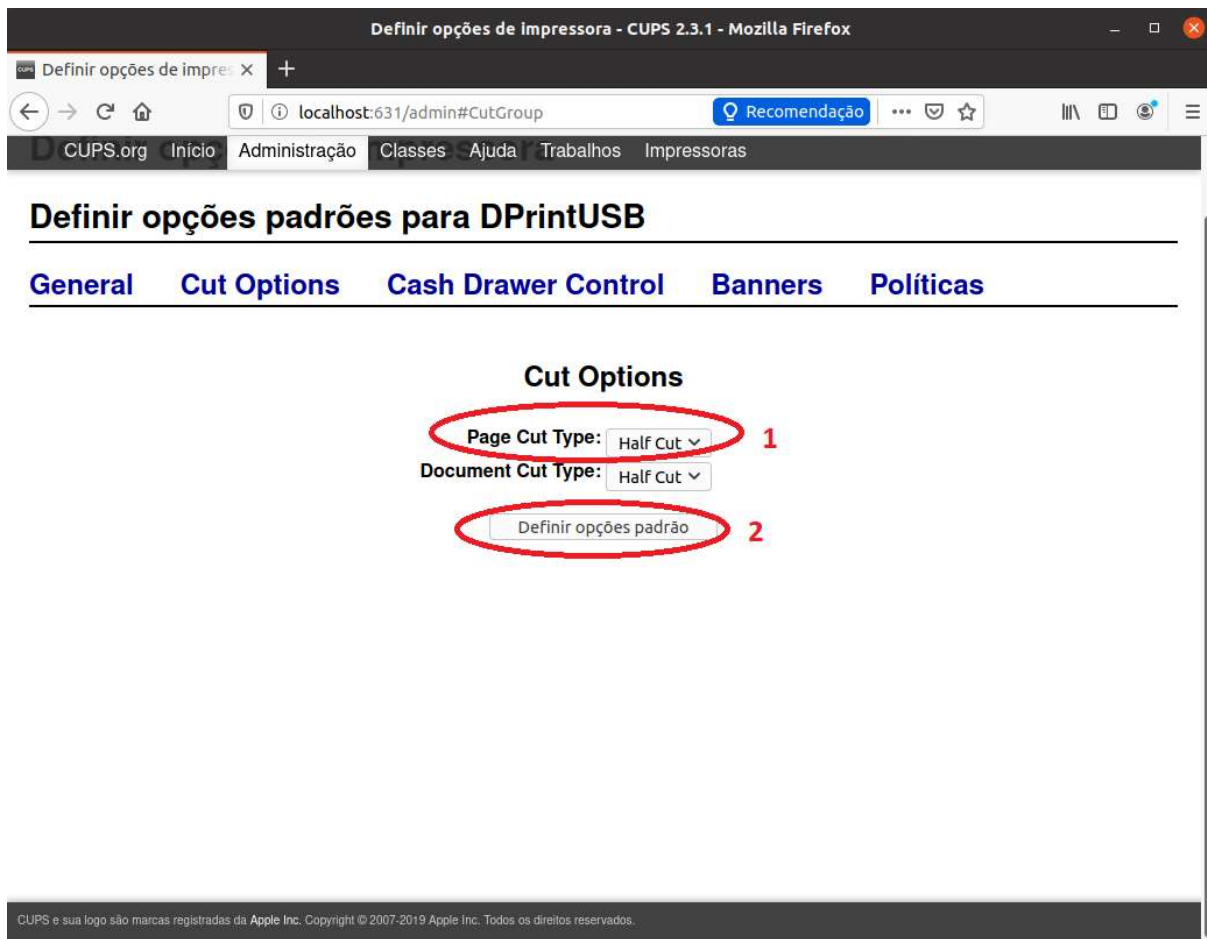 Definir opções de impressora - CUPS 2.3.1 - Mozilla Firefox
CUPS Definir opções de impres
localhost:631/admin#CutGroup Recomendação
CUPS.org Início Administração Classes Ajuda Trabalhos Impressoras
Definir opções padrões para DPrintUSB
General Cut Options Cash Drawer Control Banners Políticas
Cut Options
Page Cut Type: Half Cut 1
Document Cut Type: Half Cut
Definir opções padrão 2
CUPS e sua logo são marcas registradas da Apple Inc. Copyright © 2007-2019 Apple Inc. Todos os direitos reservados.